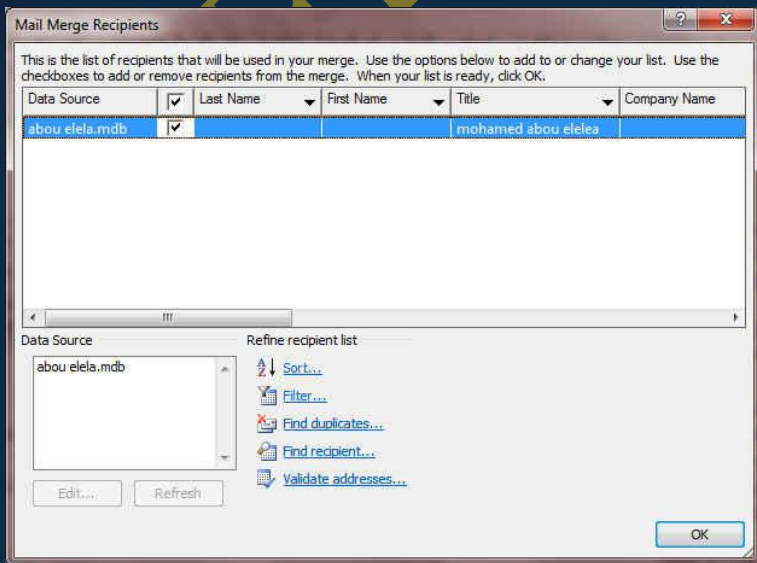 Mail Merge Recipients
This is the list of recipients that will be used in your merge. Use the options below to add to or change your list. Use the
checkboxes to add or remove recipients from the merge. When your list is ready, click OK.
Data Source Last Name First Name Title Company Name
abou elela.mdb mohamed abou elelea
Data Source Refine recipient list
abou elela.mdb
Sort...
Filter...
Find duplicates...
Find recipient...
Validate addresses...
Edit... Refresh
OK